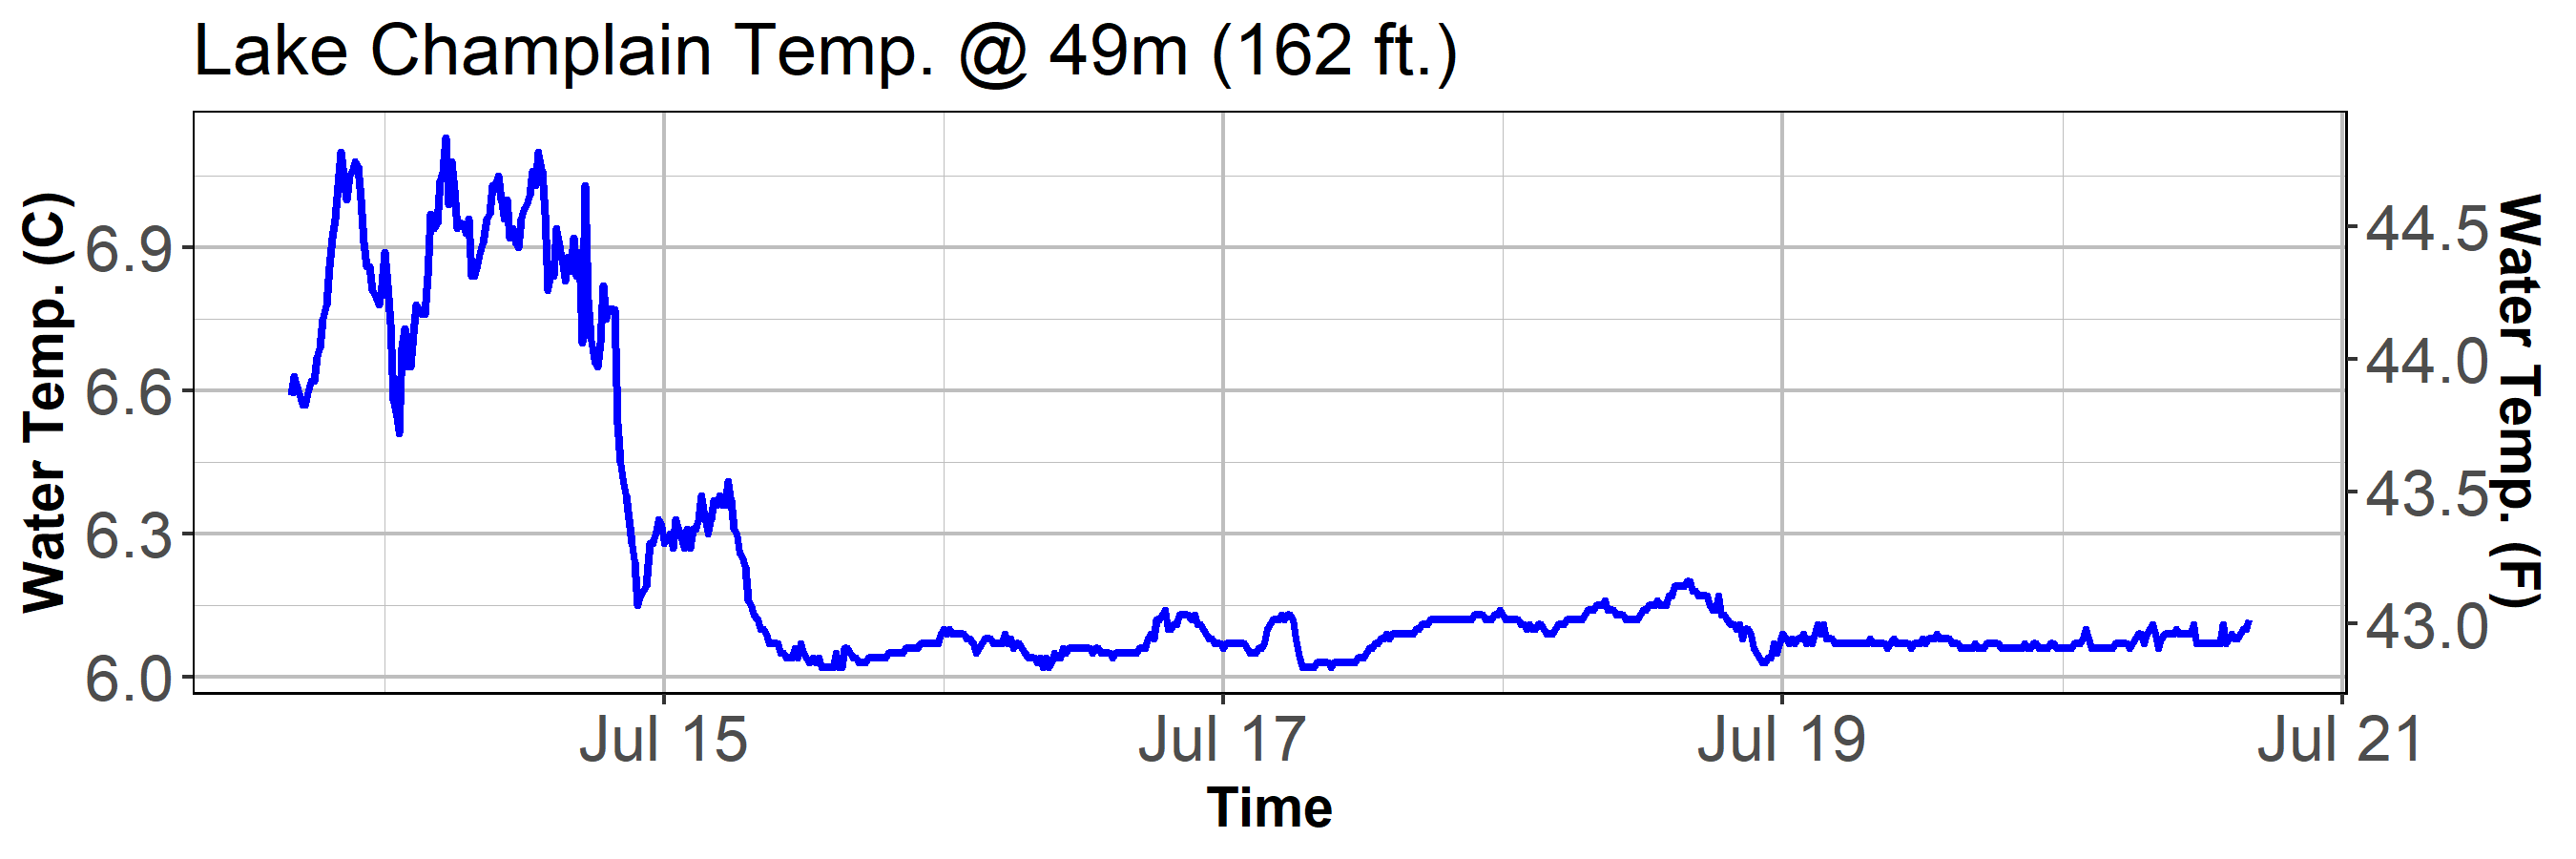 Lake Champlain Temp. @ 49m (162 ft.)
Water Temp. (C)
6.9
6.6
6.3
6.0
44.5
44.0
43.5
43.0
Water Temp. (F)
Jul 15 Jul 17 Jul 19 Jul 21
Time